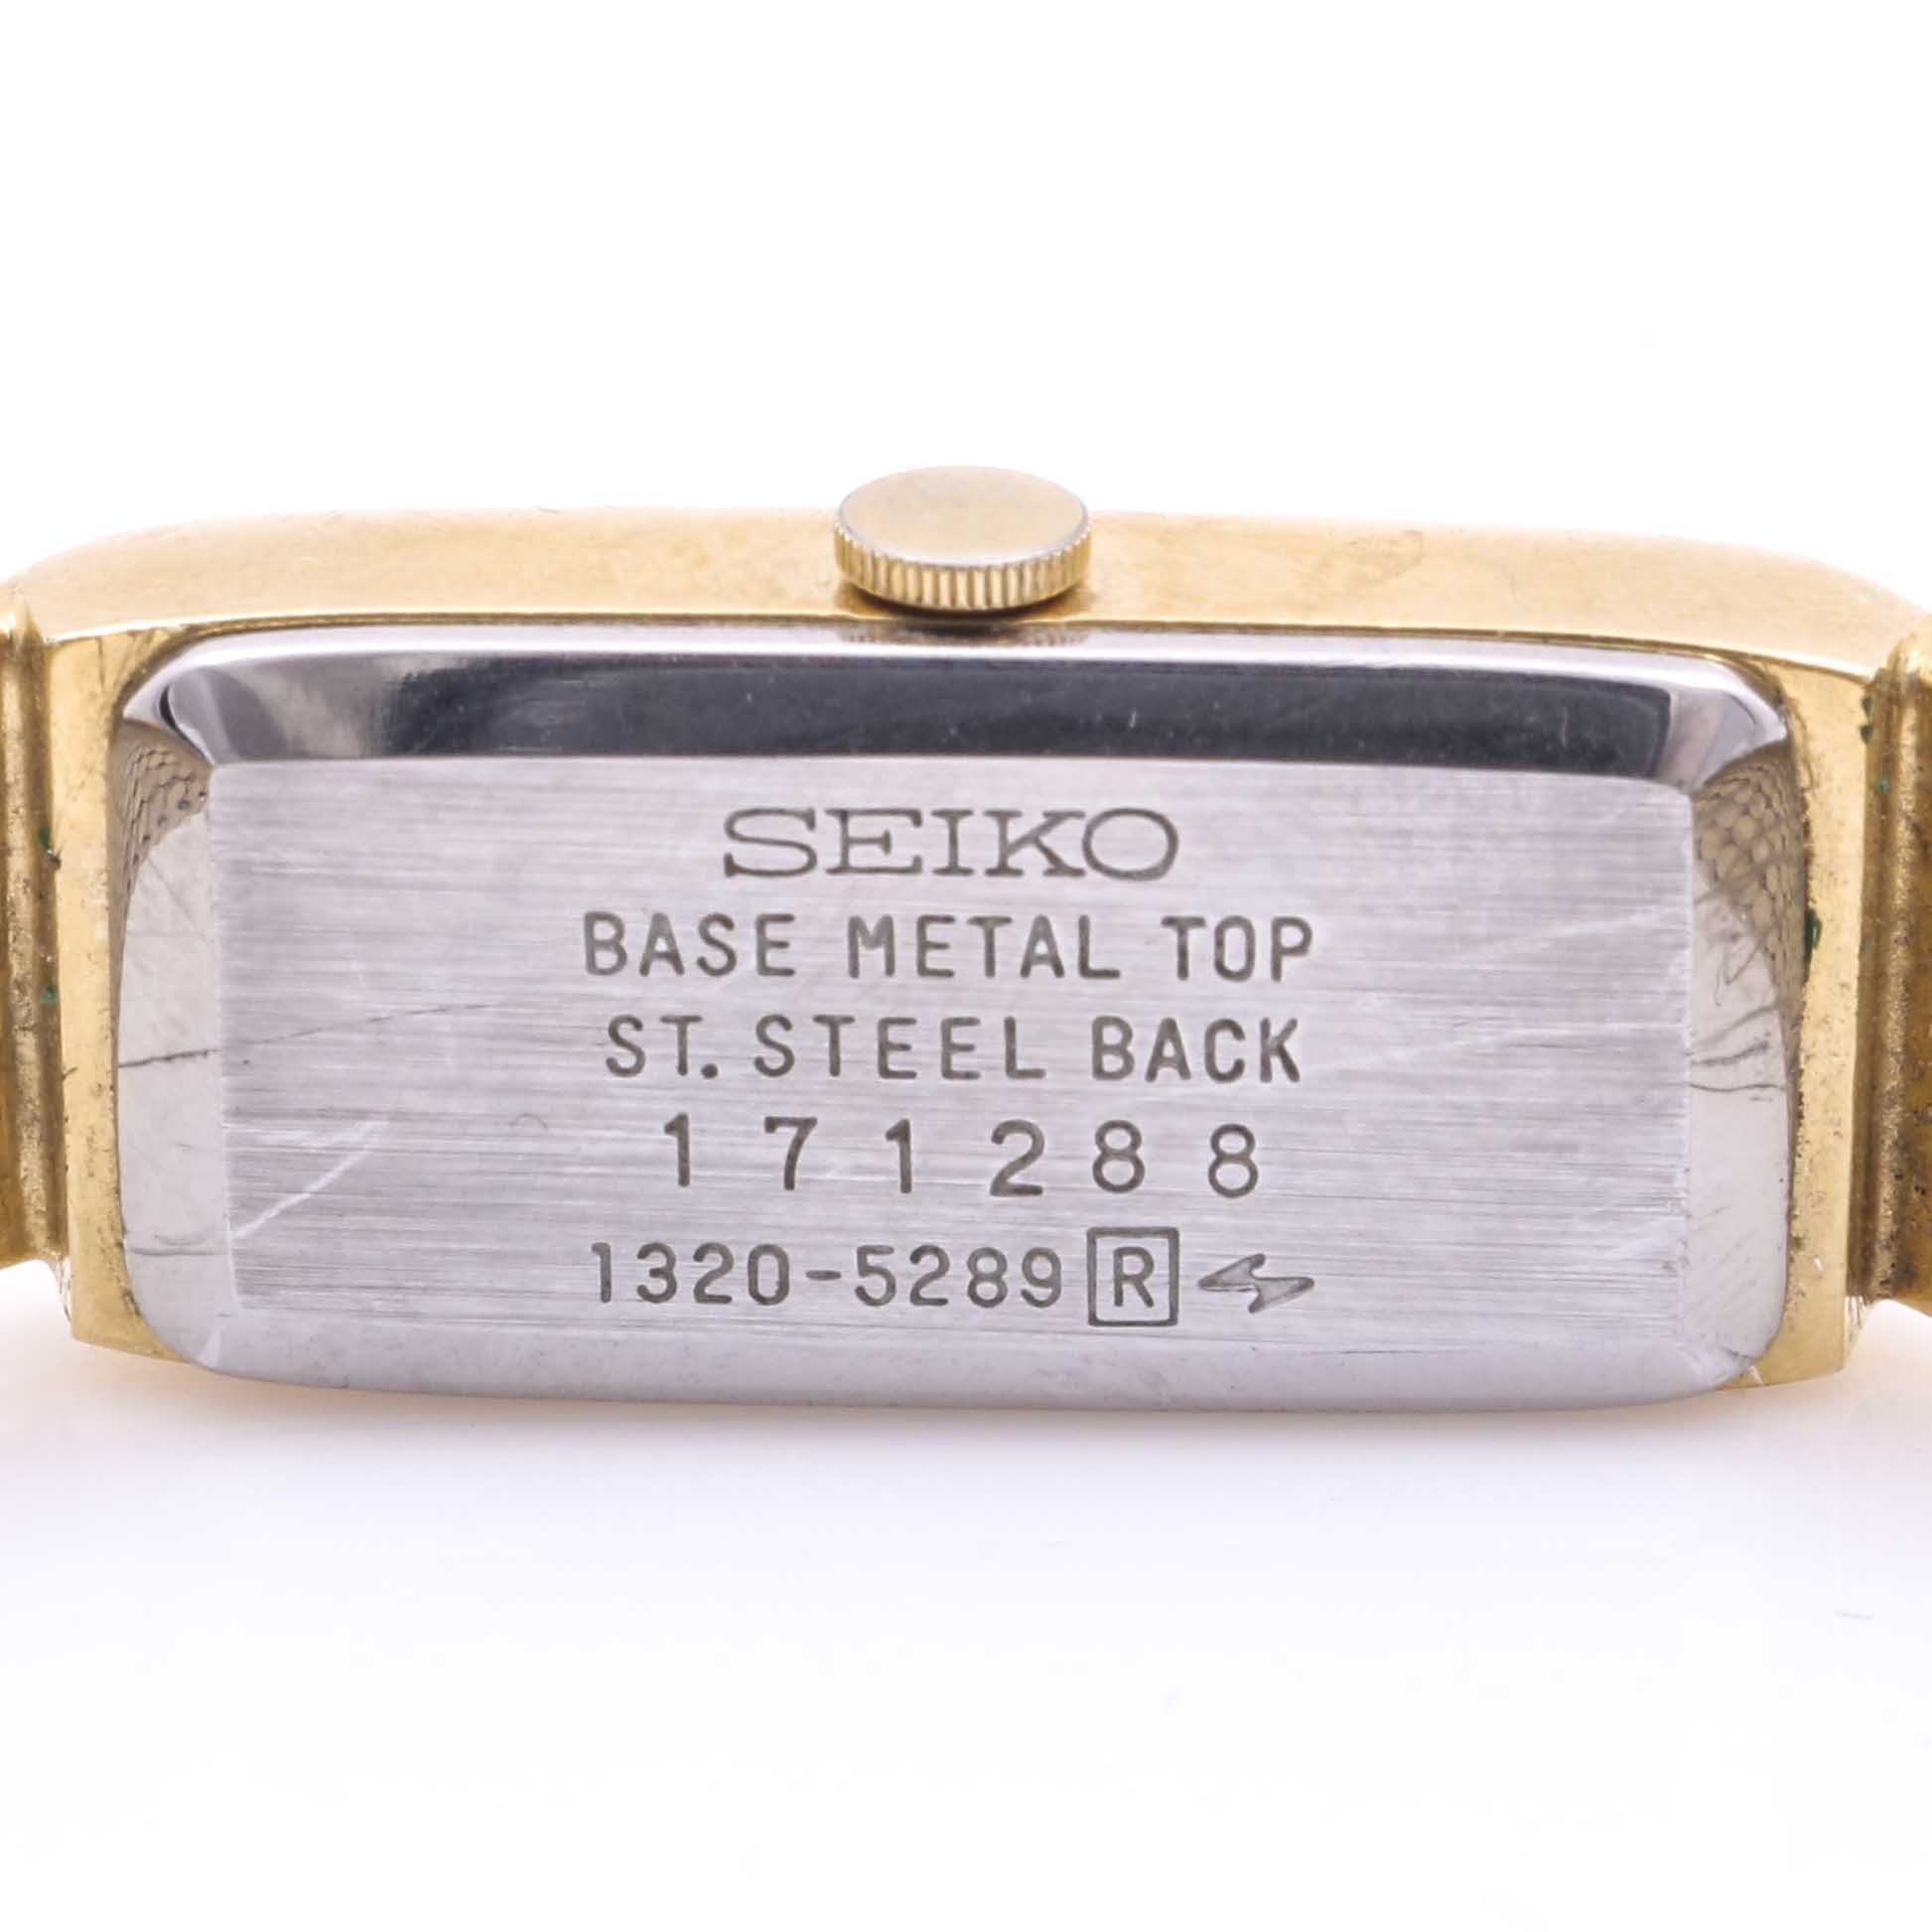 SEIKO
BASE METAL TOP
ST. STEEL BACK
171288
1320-5289 R